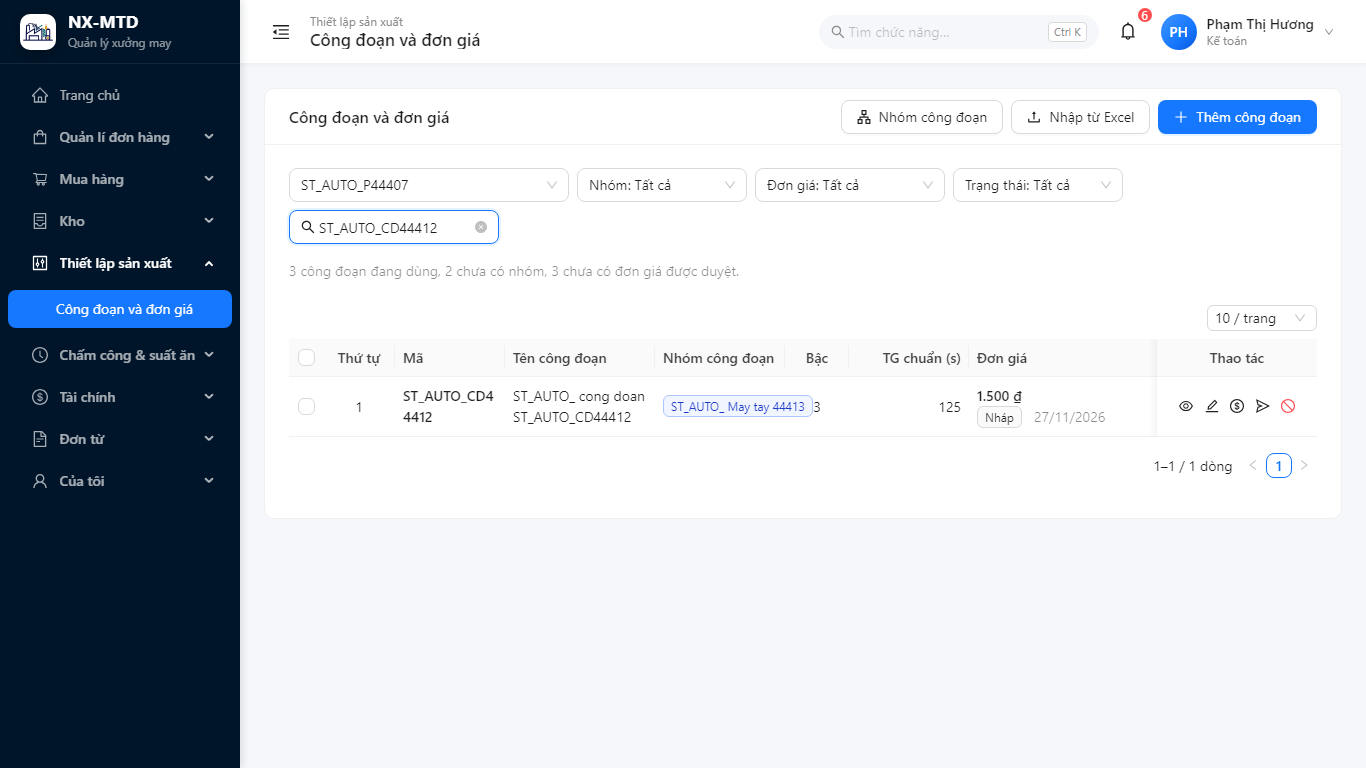 NX-MTD
Quản lý xưởng may
Trang chủ
Quản lí đơn hàng
Mua hàng
Kho
Thiết lập sản xuất
Công đoạn và đơn giá
Chấm công & suất ăn
Tài chính
Đơn từ
Của tôi
Thiết lập sản xuất
Công đoạn và đơn giá
Tìm chức năng...
Ctrl K
6
PH
Phạm Thị Hương
Kế toán
Công đoạn và đơn giá
Nhóm công đoạn
Nhập từ Excel
Thêm công đoạn
ST_AUTO_P44407
Nhóm: Tất cả
Đơn giá: Tất cả
Trạng thái: Tất cả
ST_AUTO_CD44412
3 công đoạn đang dùng, 2 chưa có nhóm, 3 chưa có đơn giá được duyệt.
10 / trang
Thứ tự Mã Tên công đoạn Nhóm công đoạn Bậc TG chuẩn (s) Đơn giá Thao tác
1
ST_AUTO_CD4
4412
ST_AUTO_ cong doan
ST_AUTO_CD44412
ST_AUTO_ May tay 44413
3
125
1.500 ₫
Nháp
27/11/2026
1–1 / 1 dòng
1